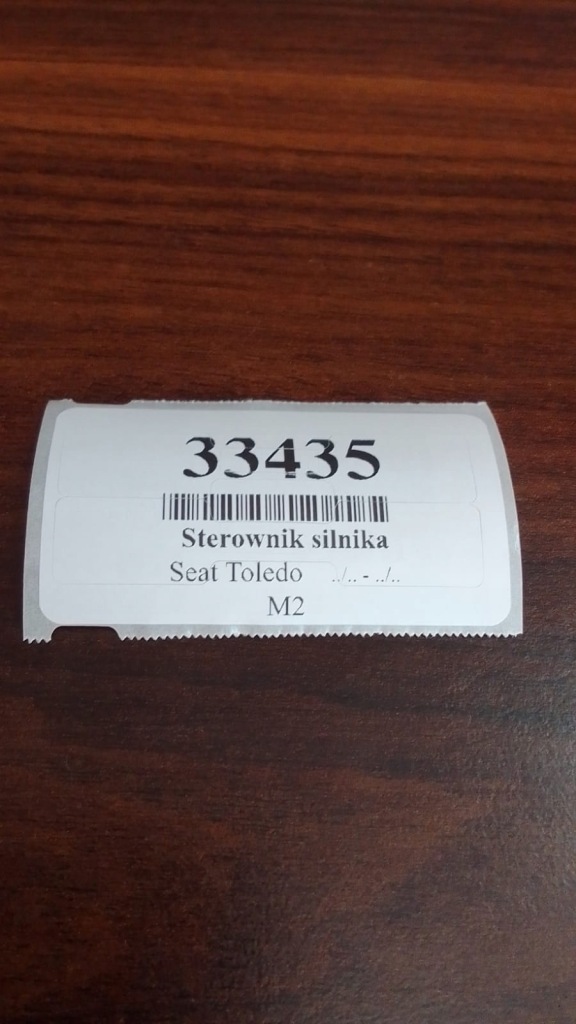 33435
Sterownik silnika
Seat Toledo ../.. - ../..
M2